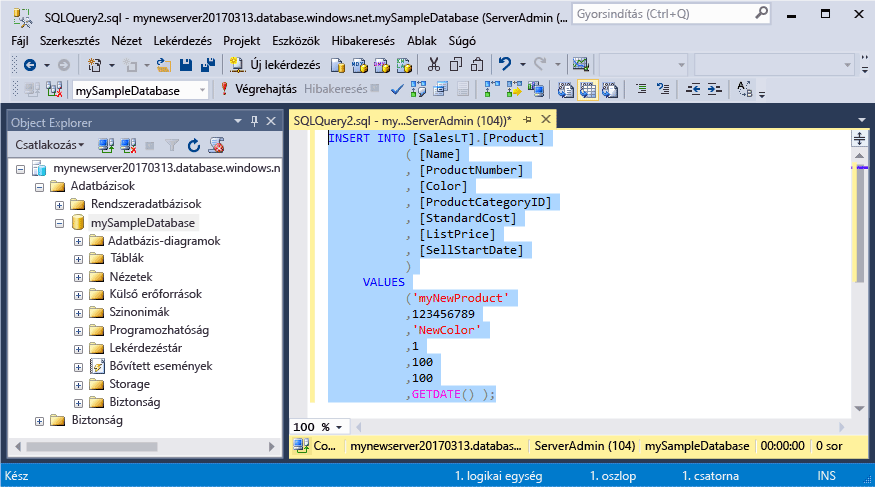 SQLQuery2.sql - mynewserver20170313.database.windows.net.mySampleDatabase (ServerAdmin (104))*...
Gyorsindítás (Ctrl+Q)
Fájl Szerkesztés Nézet Lekérdezés Projekt Eszközök Hibakeresés Ablak Súgó
Új lekérdezés
mySampleDatabase Végrehajtás Hibakeresés
Object Explorer
Csatlakozás
mynewserver20170313.database.windows.n
Adatbázisok
Rendszeradatbázisok
mySampleDatabase
Adatbázis-diagramok
Táblák
Nézetek
Külső erőforrások
Szinonimák
Programozhatóság
Lekérdezéstár
Bővített események
Storage
Biztonság
Biztonság
SQLQuery2.sql - my...ServerAdmin (104))*
INSERT INTO [SalesLT].[Product]
( [Name]
, [ProductNumber]
, [Color]
, [ProductCategoryID]
, [StandardCost]
, [ListPrice]
, [SellStartDate]
)
VALUES
('myNewProduct'
,123456789
,'NewColor'
,1
,100
,100
,GETDATE() );
100 %
Co... mynewserver20170313.databas... ServerAdmin (104) mySampleDatabase 00:00:00 0 sor
Kész 1. logikai egység 1. oszlop 1. csatorna INS